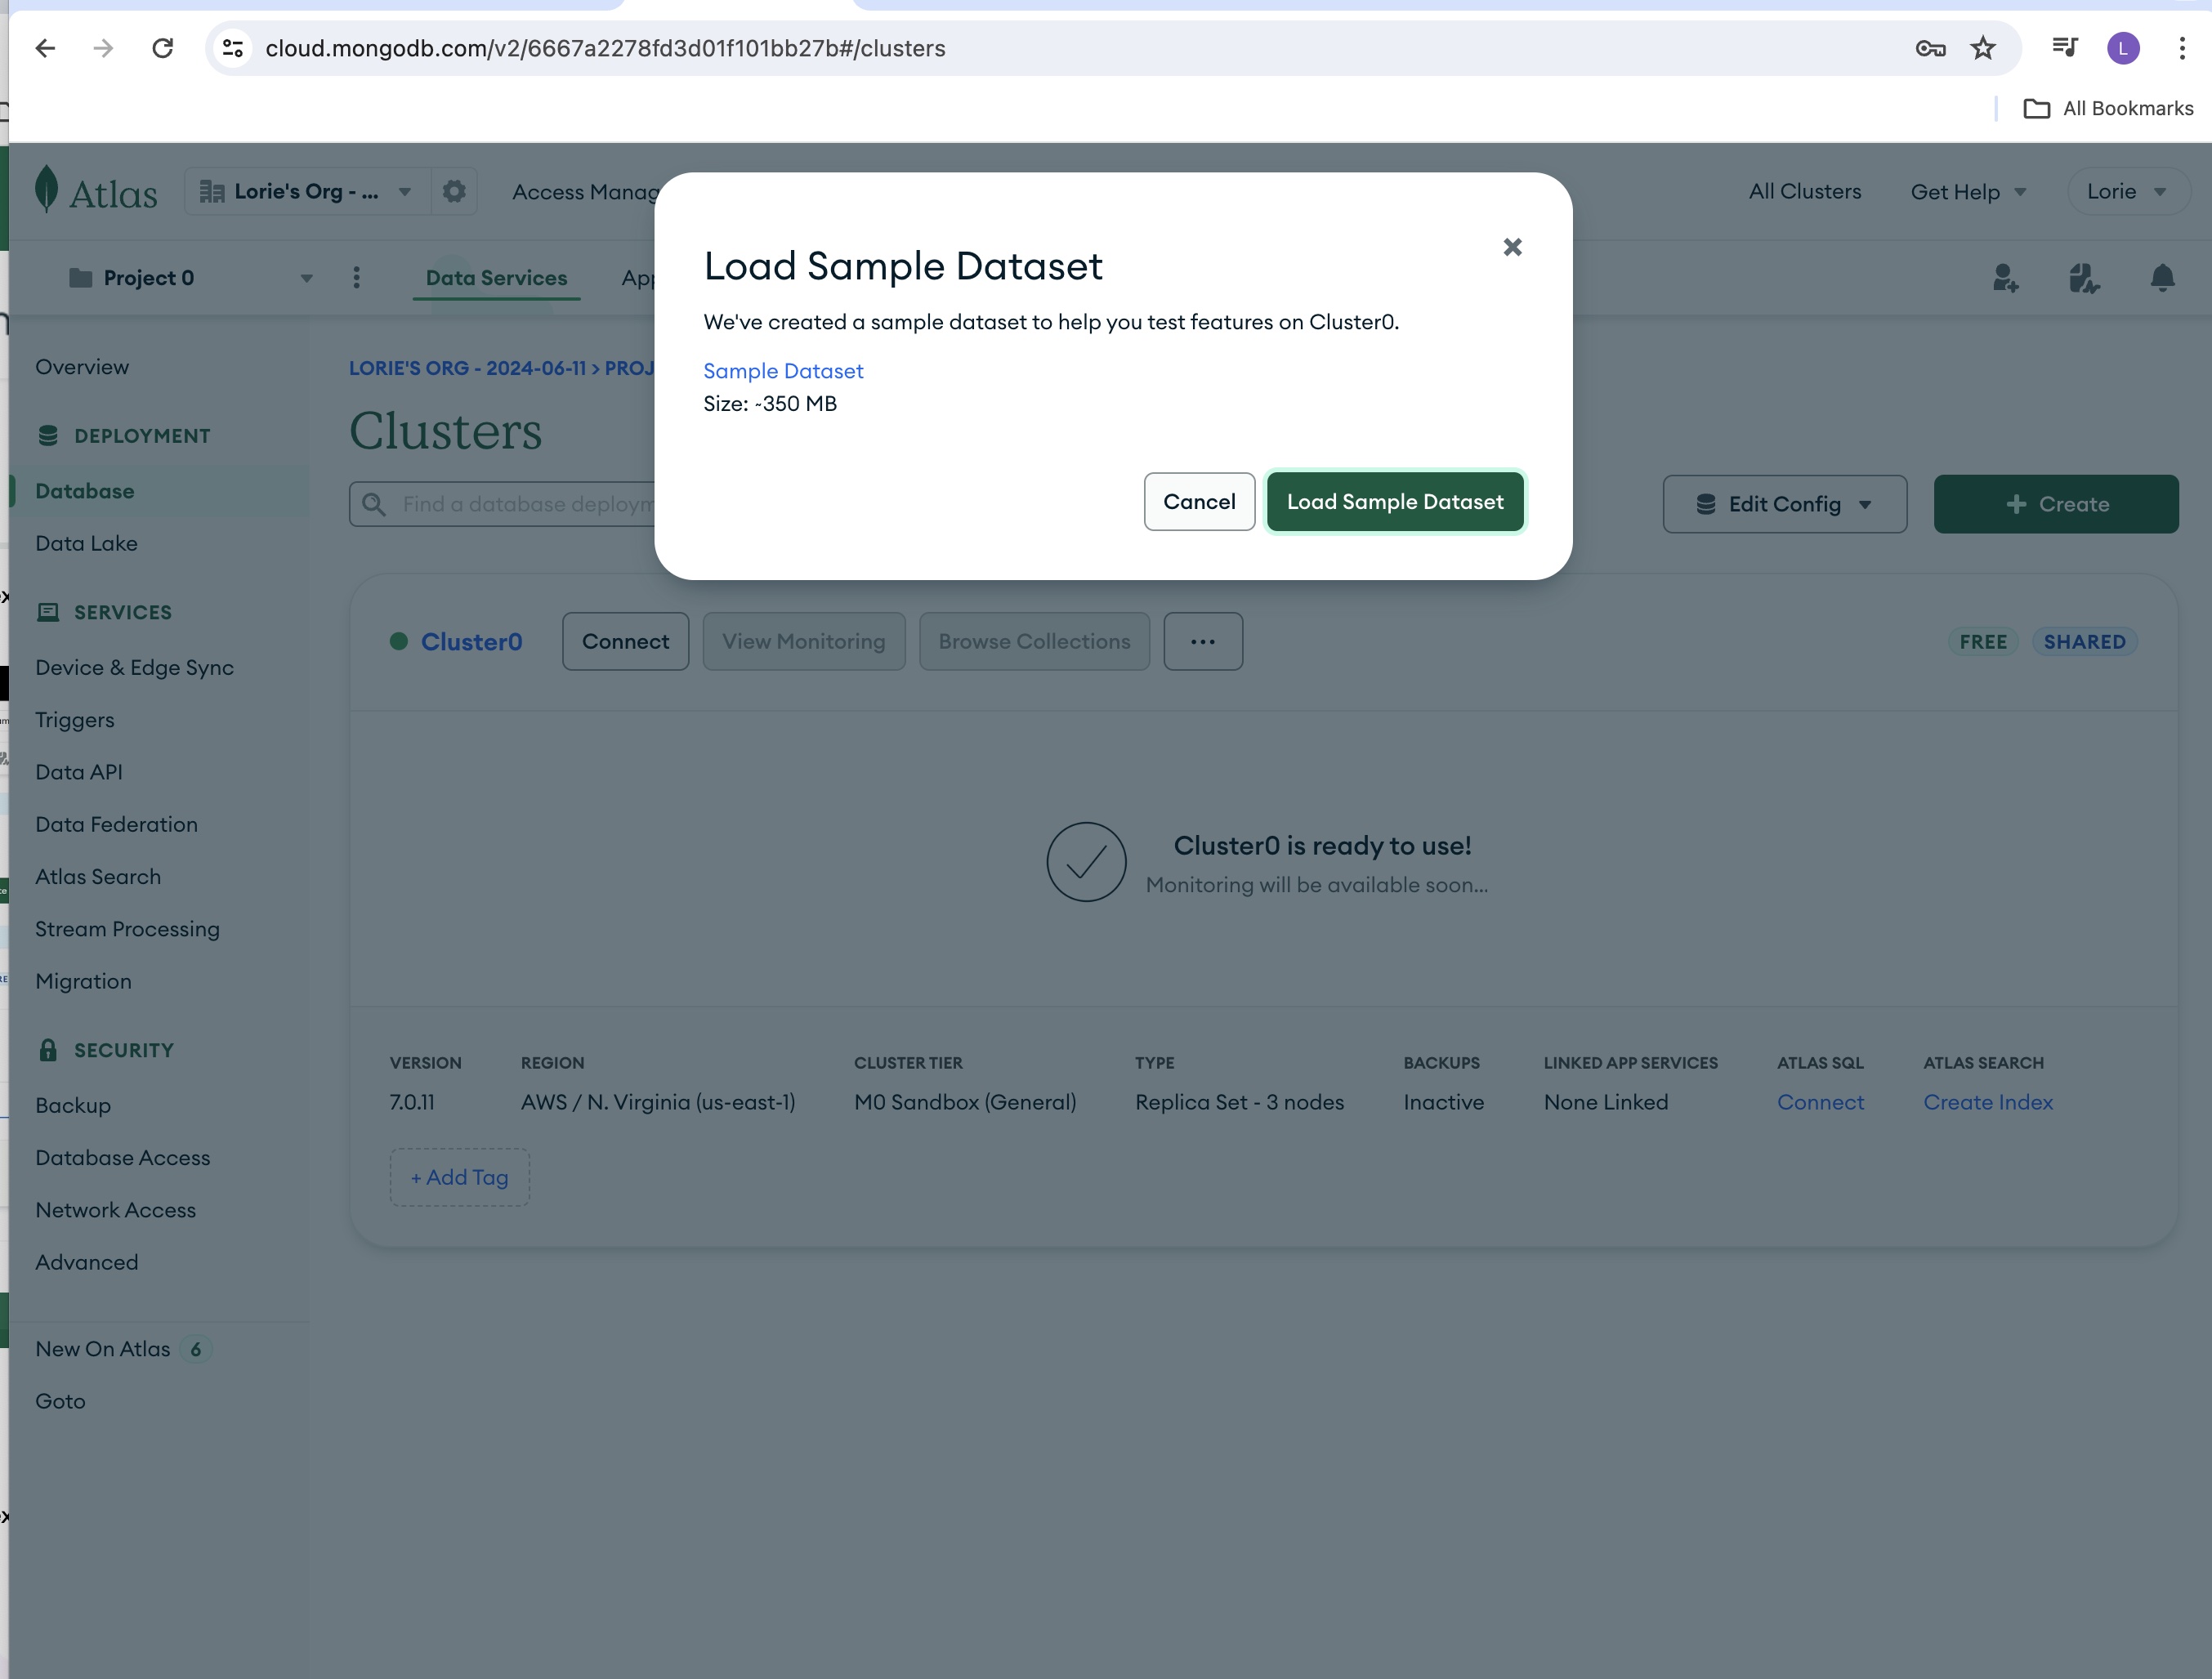 cloud.mongodb.com/v2/6667a2278fd3d01f101bb27b#/clusters
L
All Bookmarks
Atlas
Lorie's Org - ...
Access Manag
All Clusters
Get Help
Lorie
Project 0
Data Services
App
Load Sample Dataset
We've created a sample dataset to help you test features on Cluster0.
Sample Dataset
Size: ~350 MB
Cancel
Load Sample Dataset
Overview
DEPLOYMENT
Database
Data Lake
SERVICES
Device & Edge Sync
Triggers
Data API
Data Federation
Atlas Search
Stream Processing
Migration
SECURITY
Backup
Database Access
Network Access
Advanced
New On Atlas 6
Goto
LORIE'S ORG - 2024-06-11 > PROJ
Clusters
Find a database deploym
Edit Config
+ Create
Cluster0
Connect
View Monitoring
Browse Collections
...
FREE
SHARED
Cluster0 is ready to use!
Monitoring will be available soon...
VERSION REGION CLUSTER TIER TYPE BACKUPS LINKED APP SERVICES ATLAS SQL ATLAS SEARCH
7.0.11 AWS / N. Virginia (us-east-1) M0 Sandbox (General) Replica Set - 3 nodes Inactive None Linked Connect Create Index
+ Add Tag